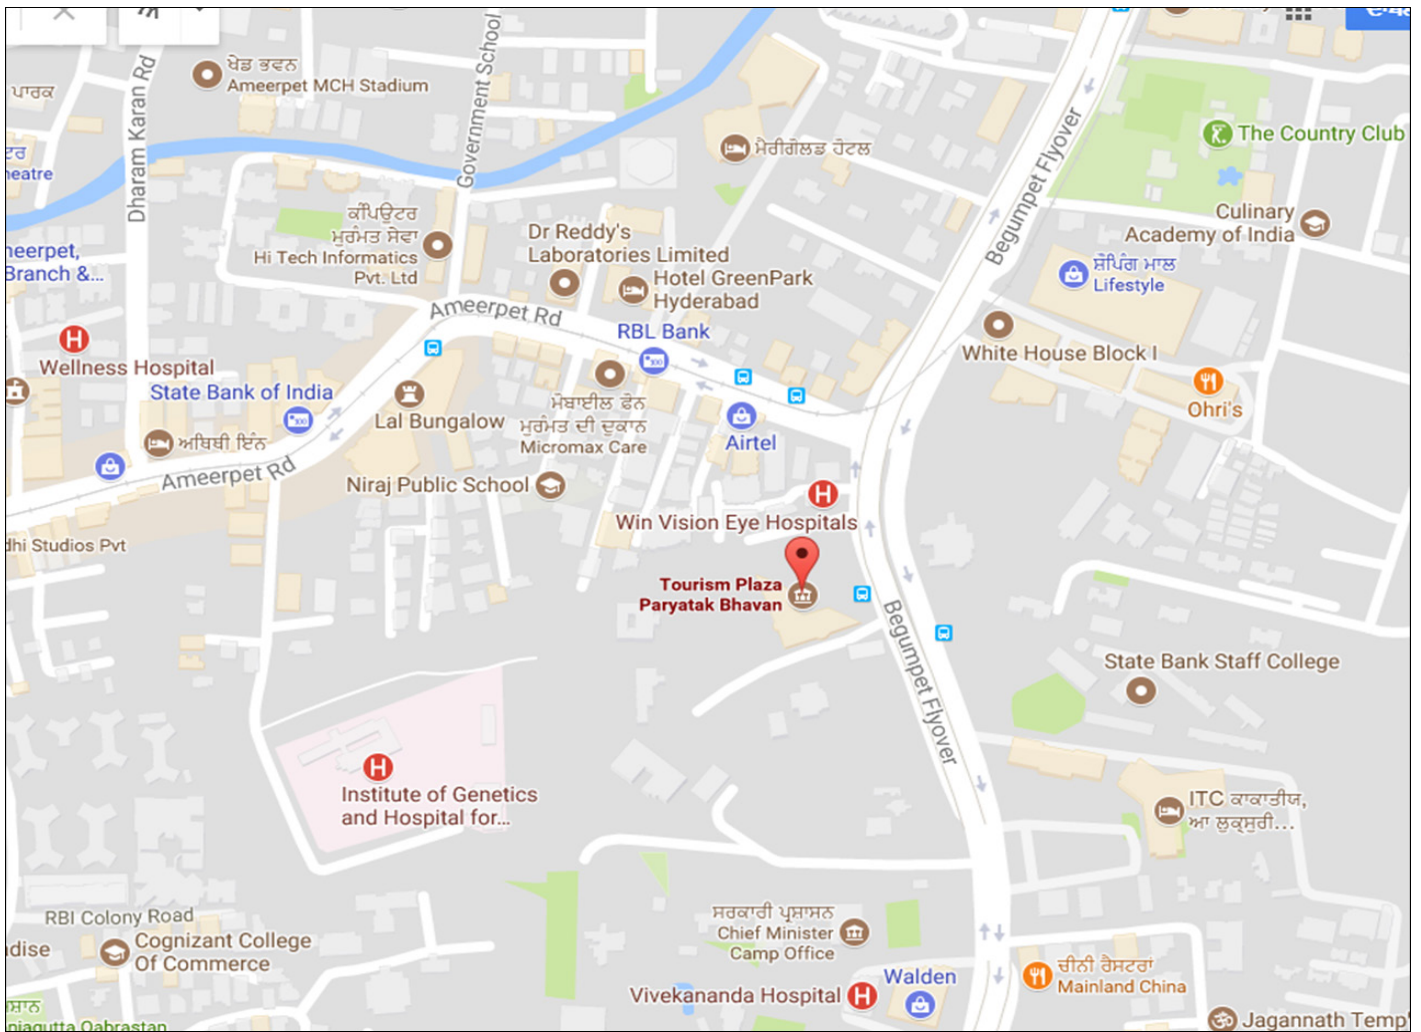 ਖੇਡ ਭਵਨ
Ameerpet MCH Stadium
ਪਾਰਕ
Dharam Karan Rd
Government School
ਮੈਰੀਗੋਲਡ ਹੋਟਲ
Begumpet Flyover
The Country Club
Culinary
Academy of India
ਕੰਪਿਊਟਰ
ਮੁਰੰਮਤ ਸੇਵਾ
Hi Tech Informatics
Pvt. Ltd
Dr Reddy's
Laboratories Limited
Hotel GreenPark
Hyderabad
ਸ਼ੌਪਿੰਗ ਮਾਲ
Lifestyle
Branch &...
Ameerpet Rd
RBL Bank
White House Block I
Wellness Hospital
State Bank of India
Lal Bungalow
ਮੋਬਾਈਲ ਫੋਨ
ਮੁਰੰਮਤ ਦੀ ਦੁਕਾਨ
Micromax Care
Airtel
Ohri's
ਅਥਿਥੀ ਇੰਨ
Ameerpet Rd
Niraj Public School
Win Vision Eye Hospitals
dhi Studios Pvt
Tourism Plaza
Paryatak Bhavan
Begumpet Flyover
State Bank Staff College
Institute of Genetics
and Hospital for...
ITC ਕਾਕਾਤੀਯ,
ਆ ਲੁਕ੍ਸੁਰੀ...
RBI Colony Road
Cognizant College
Of Commerce
ਸਰਕਾਰੀ ਪ੍ਰਸ਼ਾਸਨ
Chief Minister
Camp Office
Walden
Vivekananda Hospital
ਚੀਨੀ ਰੈਸਟਰਾਂ
Mainland China
Jagannath Temp